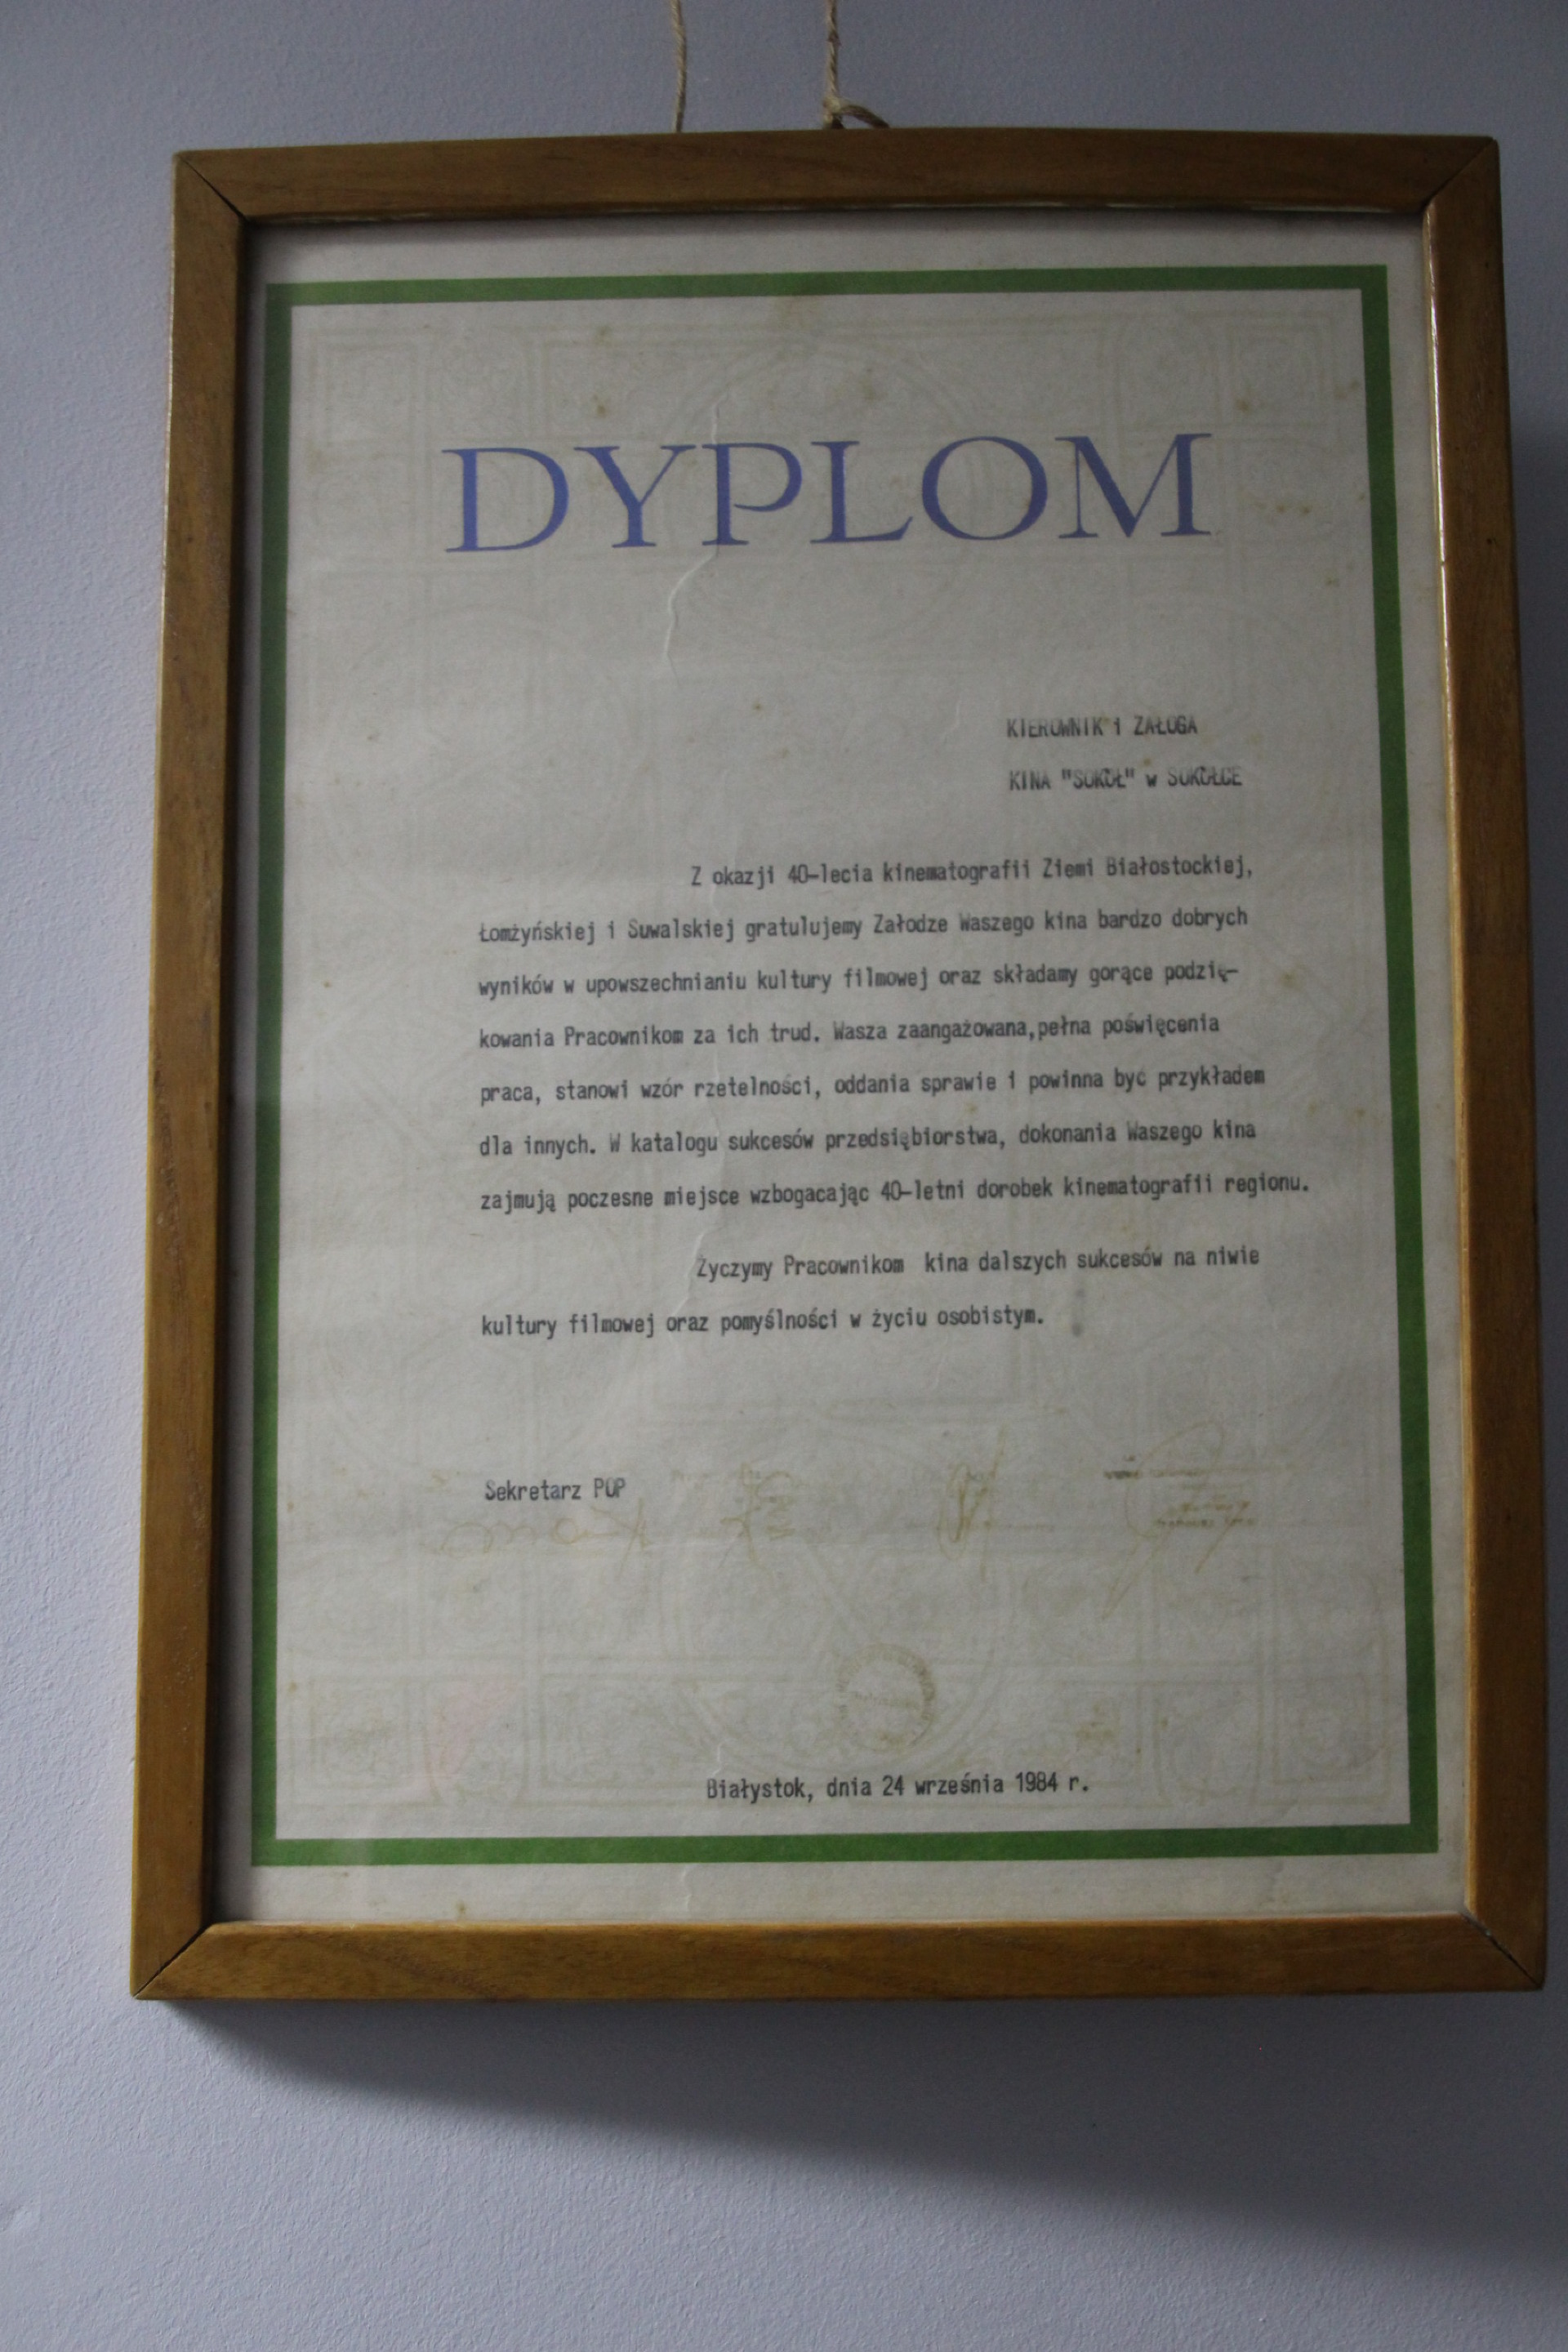 DYPLOM
KIEROWNIK i ZAŁOGA
KINA "SOKÓŁ" w SOKÓŁCE
Z okazji 40-lecia kinematografii Ziemi Białostockiej,
Łomżyńskiej i Suwalskiej gratulujemy Załodze Waszego kina bardzo dobrych
wyników w upowszechnianiu kultury filmowej oraz składamy gorące podzię-
kowania Pracownikom za ich trud. Wasza zaangażowana,pełna poświęcenia
praca, stanowi wzór rzetelności, oddania sprawie i powinna być przykładem
dla innych. W katalogu sukcesów przedsiębiorstwa, dokonania Waszego kina
zajmują poczesne miejsce wzbogacając 40-letni dorobek kinematografii regionu.
Życzymy Pracownikom kina dalszych sukcesów na niwie
kultury filmowej oraz pomyślności w życiu osobistym.
Sekretarz POP
Białystok, dnia 24 września 1984 r.